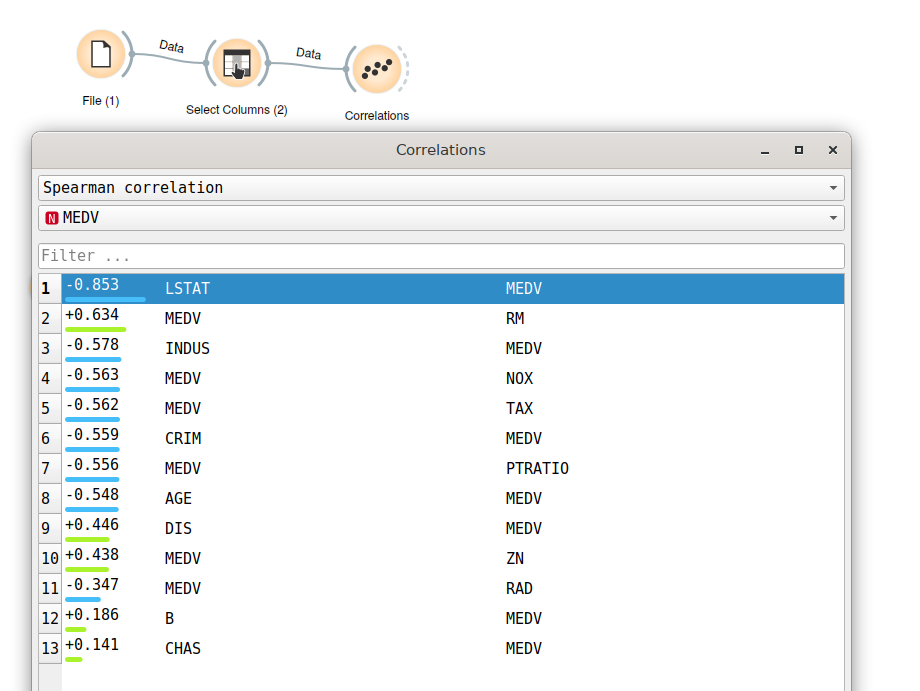 Data
Data
File (1)
Select Columns (2)
Correlations
Correlations
Spearman correlation
N MEDV
Filter ...
1 -0.853 LSTAT MEDV
2 +0.634 MEDV RM
3 -0.578 INDUS MEDV
4 -0.563 MEDV NOX
5 -0.562 MEDV TAX
6 -0.559 CRIM MEDV
7 -0.556 MEDV PTRATIO
8 -0.548 AGE MEDV
9 +0.446 DIS MEDV
10 +0.438 MEDV ZN
11 -0.347 MEDV RAD
12 +0.186 B MEDV
13 +0.141 CHAS MEDV